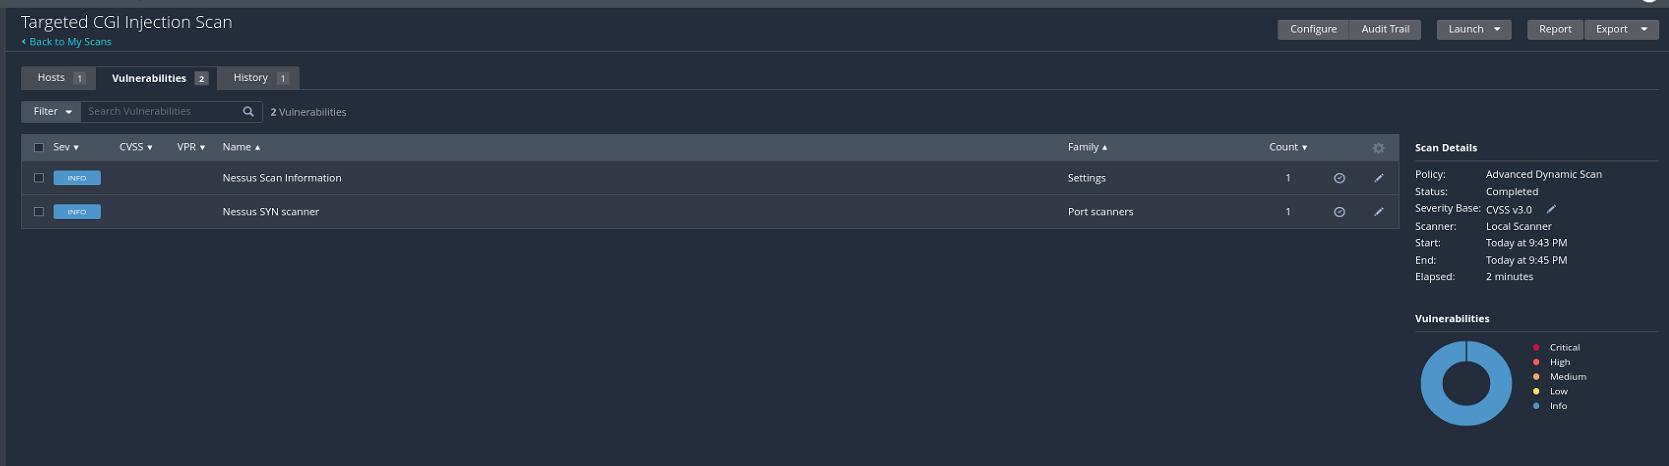 Targeted CGI Injection Scan
Back to My Scans
Configure Audit Trail Launch Report Export
Hosts 1 Vulnerabilities 2 History 1
Filter Search Vulnerabilities 2 Vulnerabilities
Sev CVSS VPR Name Family Count
INFO Nessus Scan Information Settings 1
INFO Nessus SYN scanner Port scanners 1
Scan Details
Policy: Advanced Dynamic Scan
Status: Completed
Severity Base: CVSS v3.0
Scanner: Local Scanner
Start: Today at 9:43 PM
End: Today at 9:45 PM
Elapsed: 2 minutes
Vulnerabilities
Critical
High
Medium
Low
Info